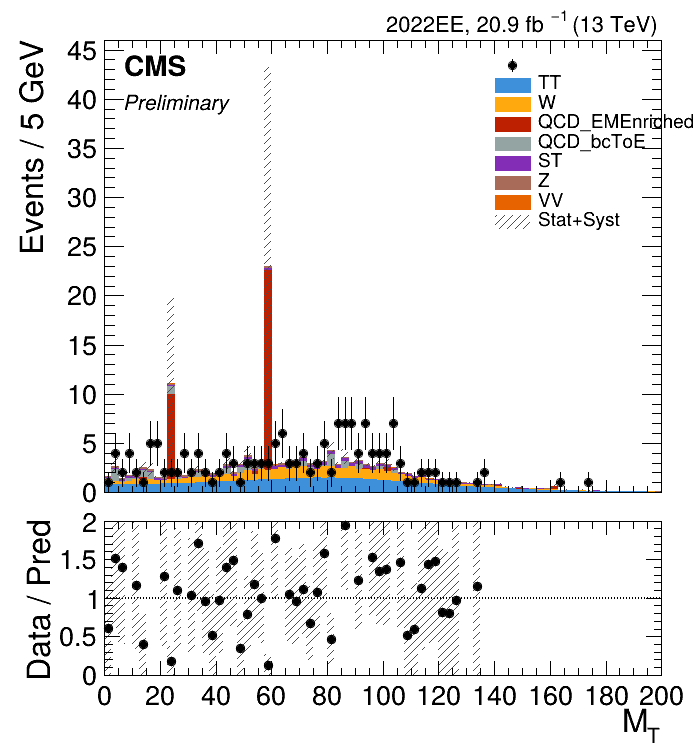 2022EE, 20.9 fb ⁻¹ (13 TeV)
CMS
Preliminary
TT
W
QCD_EMEnriched
QCD_bcToE
ST
Z
VV
Stat+Syst
Events / 5 GeV
45
40
35
30
25
20
15
10
5
0
Data / Pred
2
1.5
1
0.5
0
0 20 40 60 80 100 120 140 160 180 200
M_T